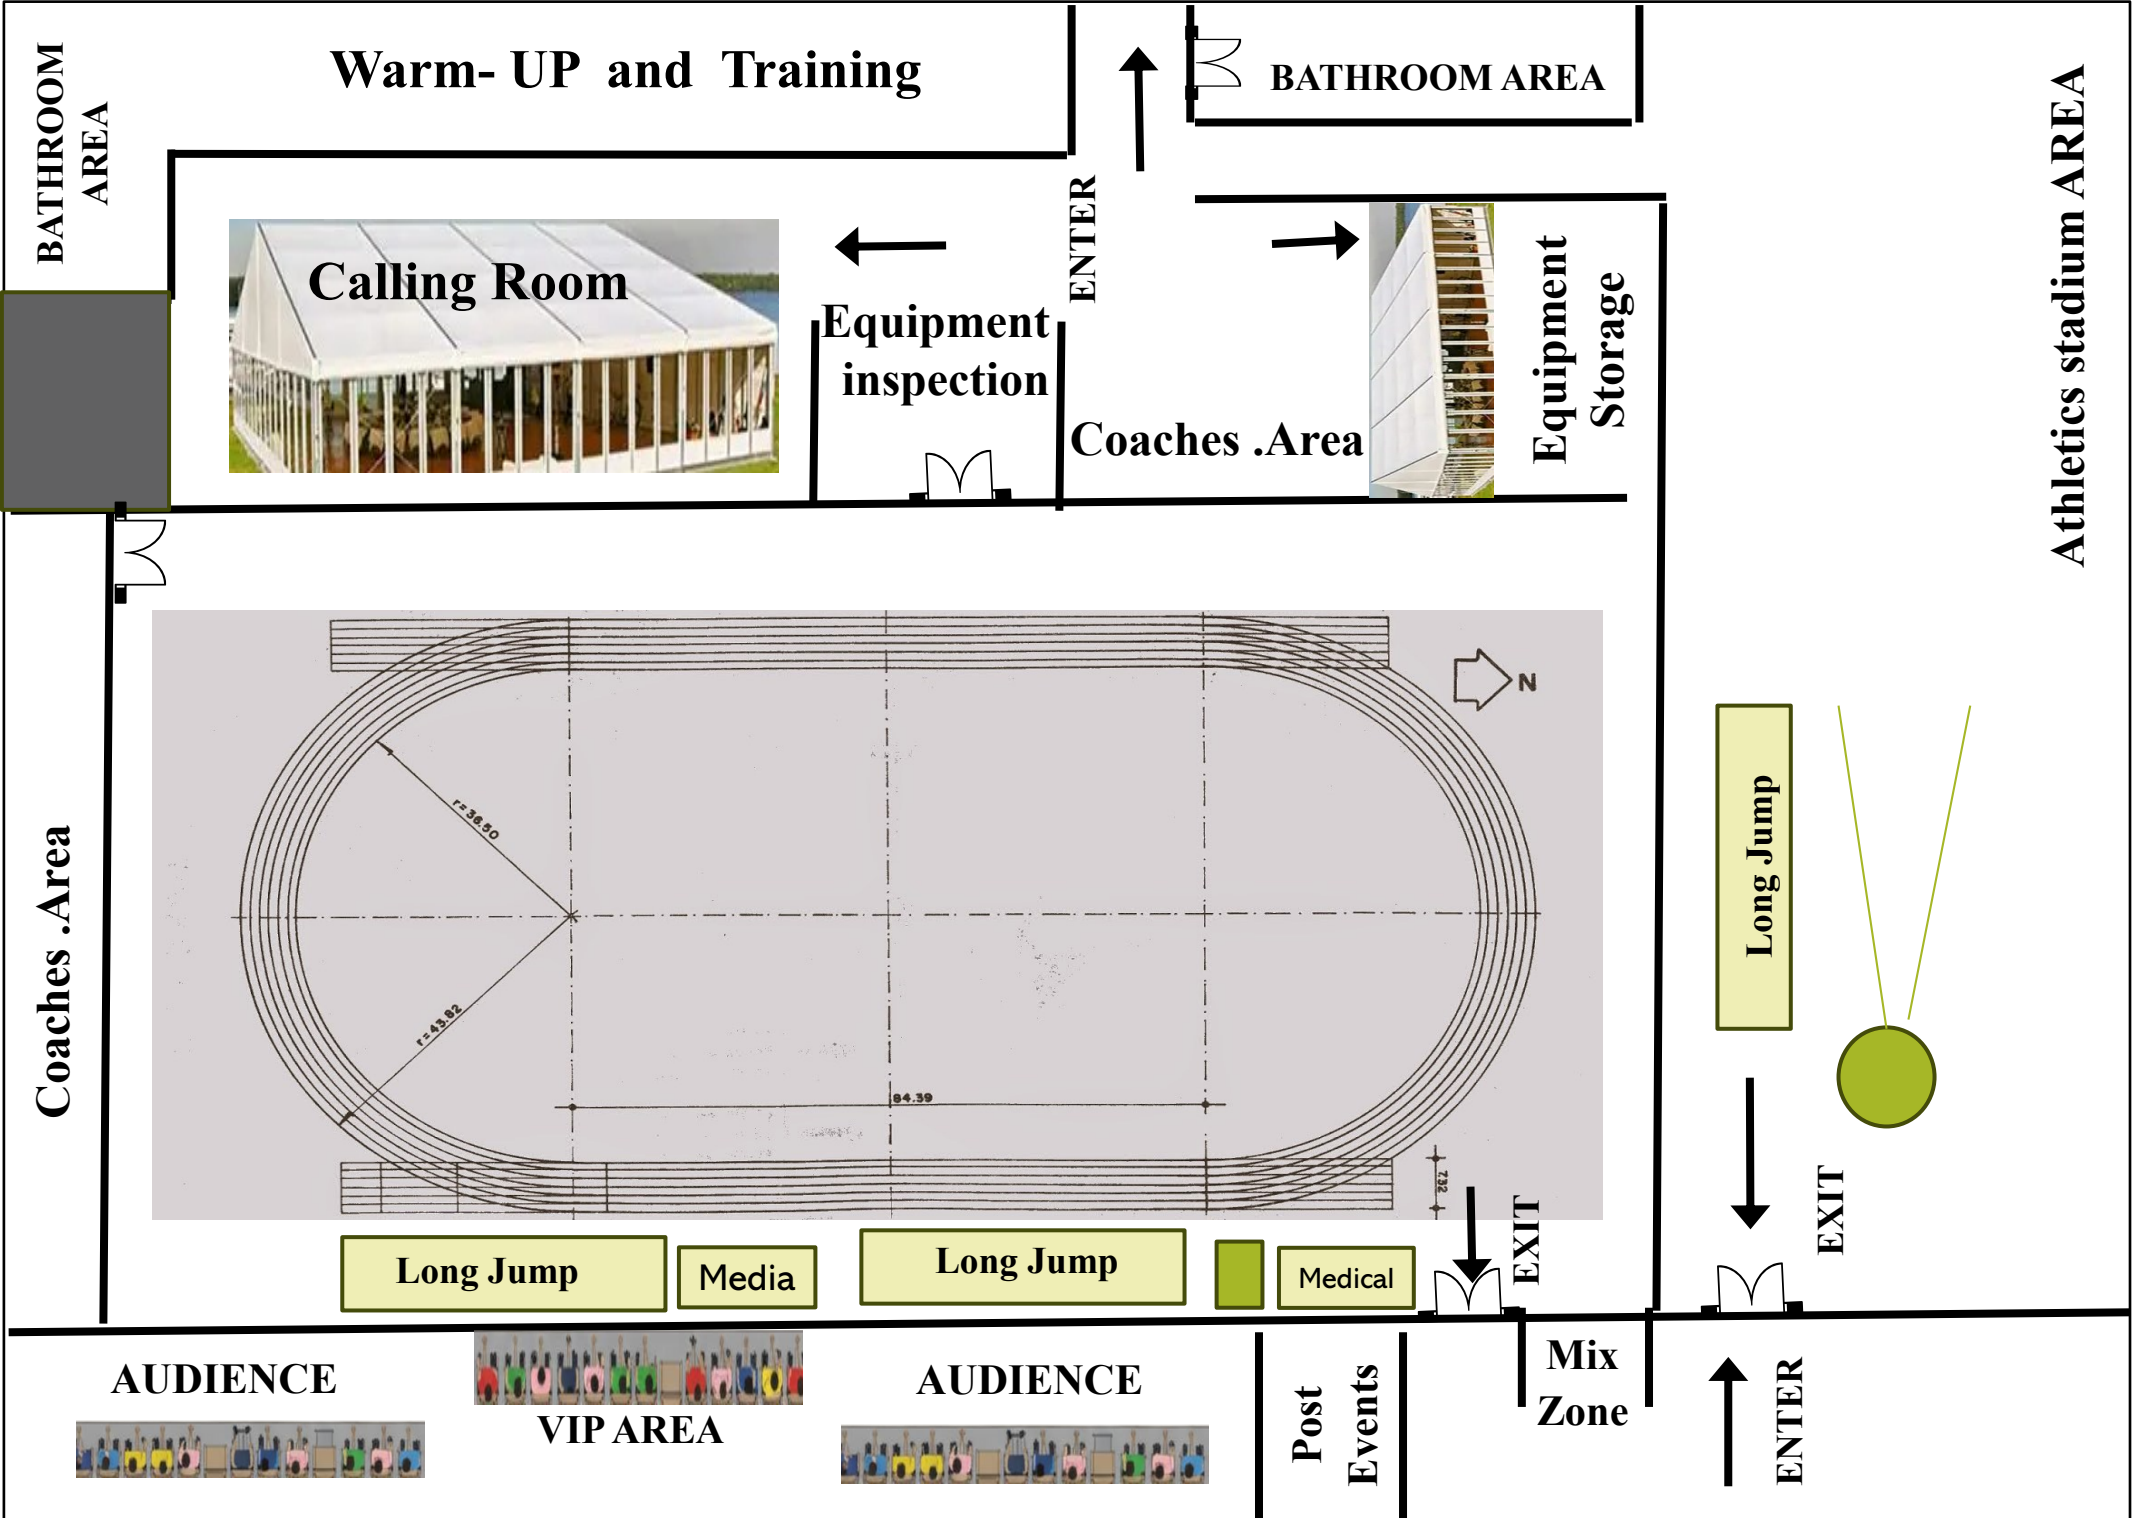 BATHROOM
AREA
Warm- UP and Training
BATHROOM AREA
Athletics stadium AREA
Calling Room
ENTER
Equipment
inspection
Coaches .Area
Equipment
Storage
Coaches .Area
N
r=36.50
r=43.82
84.39
7.32
Long Jump
EXIT
EXIT
Long Jump
Media
Long Jump
Medical
AUDIENCE
VIP AREA
AUDIENCE
Post
Events
Mix
Zone
ENTER